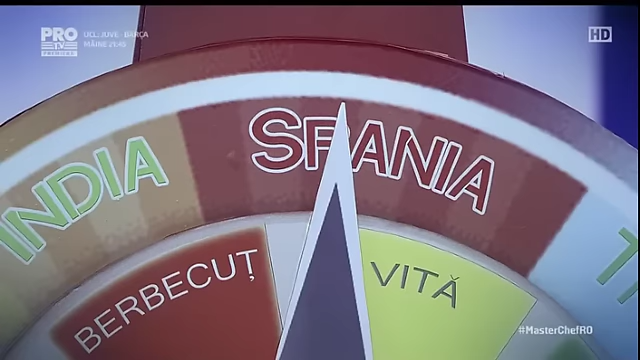 PRO
TV
UCL: JUVE - BARÇA
MÂINE 21:45
HD
INDIA
SPANIA
BERBECUȚ
VITĂ
#MasterChefRO